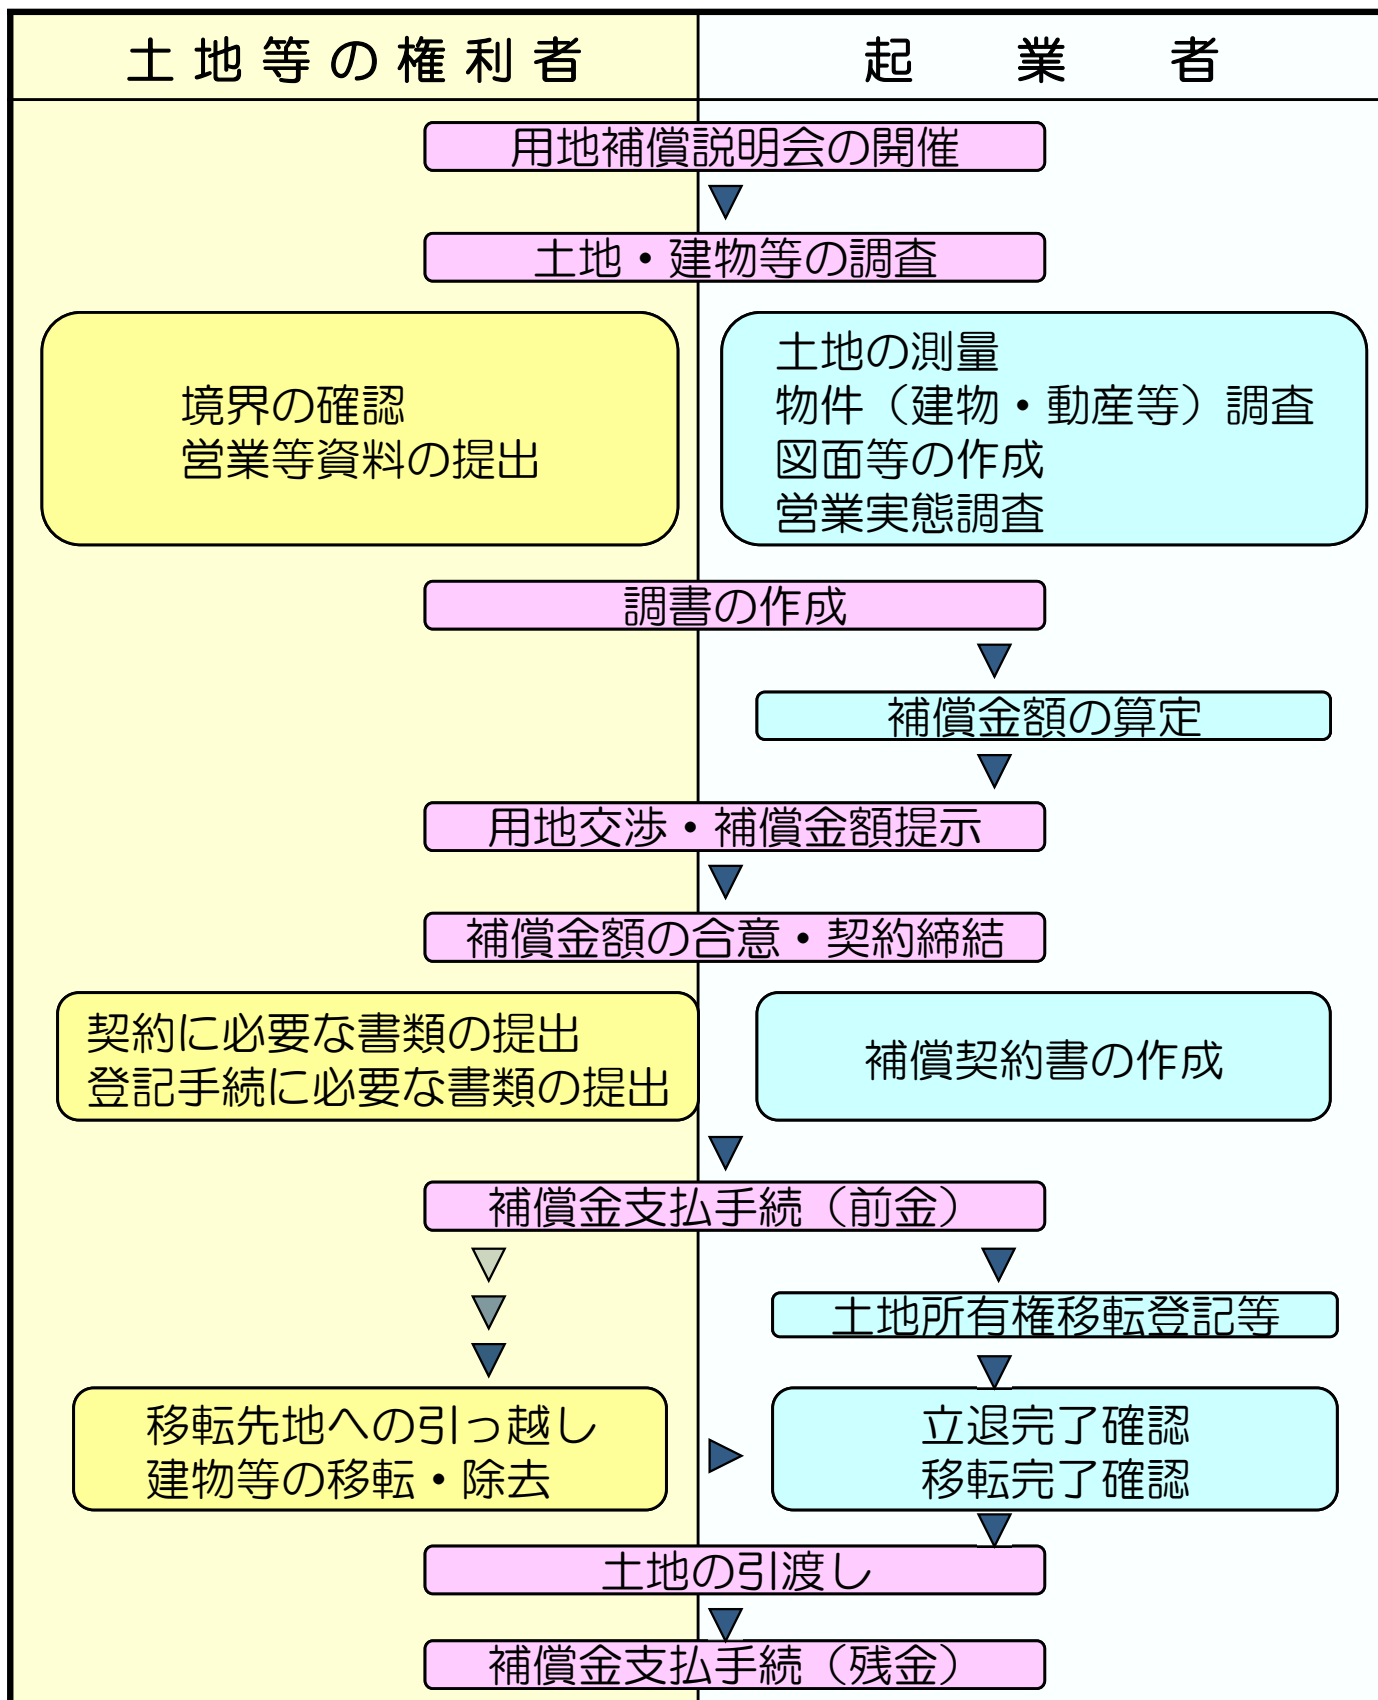 土地等の権利者
起業者
用地補償説明会の開催
土地・建物等の調査
境界の確認
営業等資料の提出
土地の測量
物件（建物・動産等）調査
図面等の作成
営業実態調査
調書の作成
補償金額の算定
用地交渉・補償金額提示
補償金額の合意・契約締結
契約に必要な書類の提出
登記手続に必要な書類の提出
補償契約書の作成
補償金支払手続（前金）
土地所有権移転登記等
移転先地への引っ越し
建物等の移転・除去
立退完了確認
移転完了確認
土地の引渡し
補償金支払手続（残金）